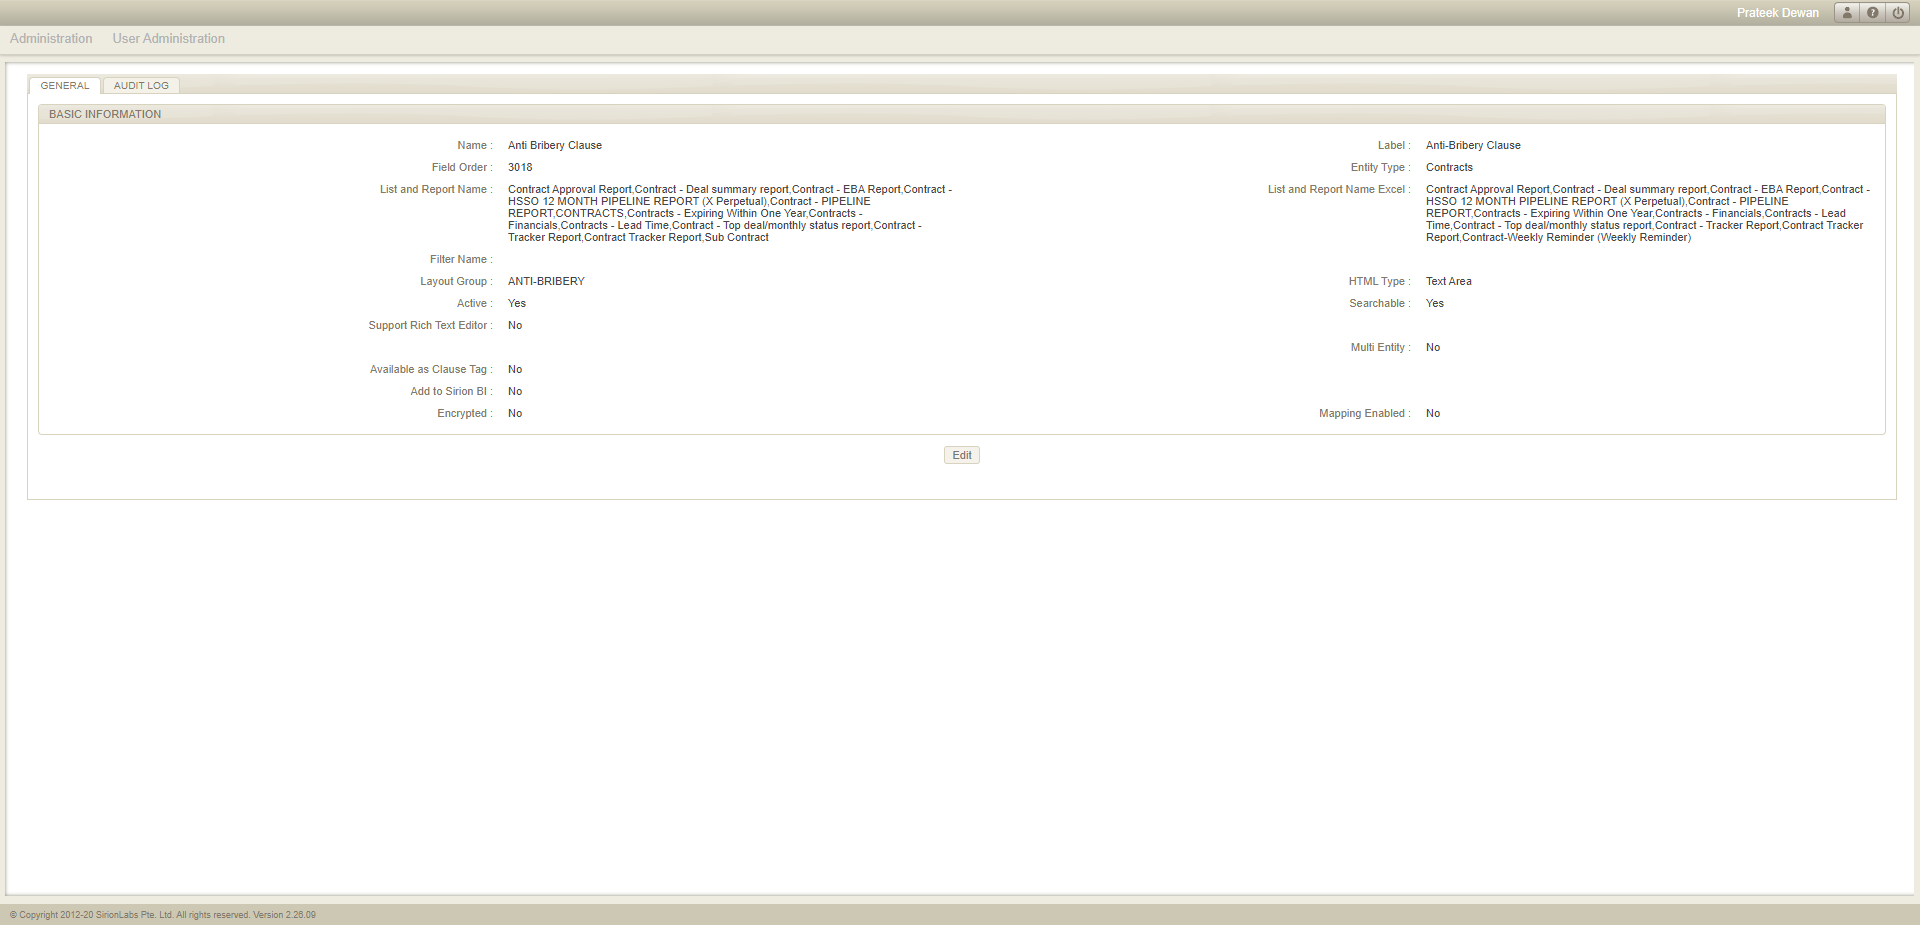 Prateek Dewan
Administration User Administration
GENERAL AUDIT LOG
BASIC INFORMATION
Name : Anti Bribery Clause
Label : Anti-Bribery Clause
Field Order : 3018
Entity Type : Contracts
List and Report Name : Contract Approval Report,Contract - Deal summary report,Contract - EBA Report,Contract -
HSSO 12 MONTH PIPELINE REPORT (X Perpetual),Contract - PIPELINE
REPORT,CONTRACTS,Contracts - Expiring Within One Year,Contracts -
Financials,Contracts - Lead Time,Contract - Top deal/monthly status report,Contract -
Tracker Report,Contract Tracker Report,Sub Contract
List and Report Name Excel : Contract Approval Report,Contract - Deal summary report,Contract - EBA Report,Contract -
HSSO 12 MONTH PIPELINE REPORT (X Perpetual),Contract - PIPELINE
REPORT,Contracts - Expiring Within One Year,Contracts - Financials,Contracts - Lead
Time,Contract - Top deal/monthly status report,Contract - Tracker Report,Contract Tracker
Report,Contract-Weekly Reminder (Weekly Reminder)
Filter Name :
Layout Group : ANTI-BRIBERY
HTML Type : Text Area
Active : Yes
Searchable : Yes
Support Rich Text Editor : No
Multi Entity : No
Available as Clause Tag : No
Add to Sirion BI : No
Encrypted : No
Mapping Enabled : No
Edit
© Copyright 2012-20 SirionLabs Pte. Ltd. All rights reserved. Version 2.26.09